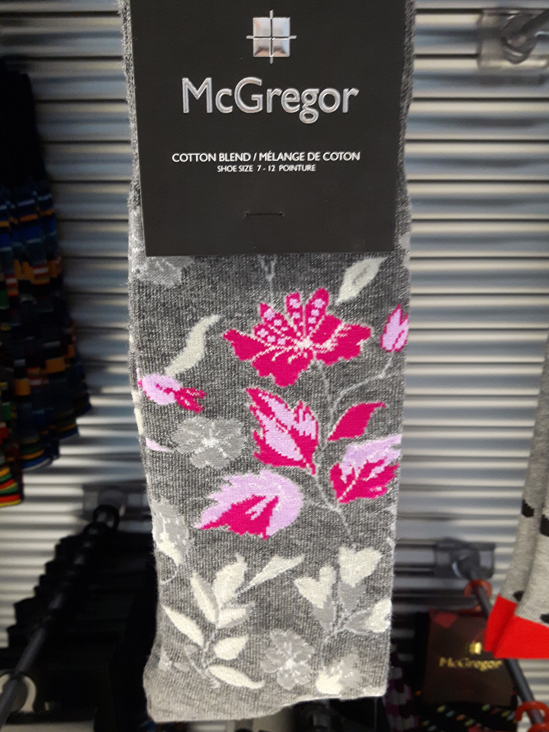 McGregor
COTTON BLEND / MÉLANGE DE COTON
SHOE SIZE 7 - 12 POINTURE
McGregor